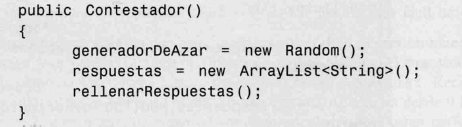 public Contestador()
{
generadorDeAzar = new Random();
respuestas = new ArrayList<String>();
rellenarRespuestas();
}